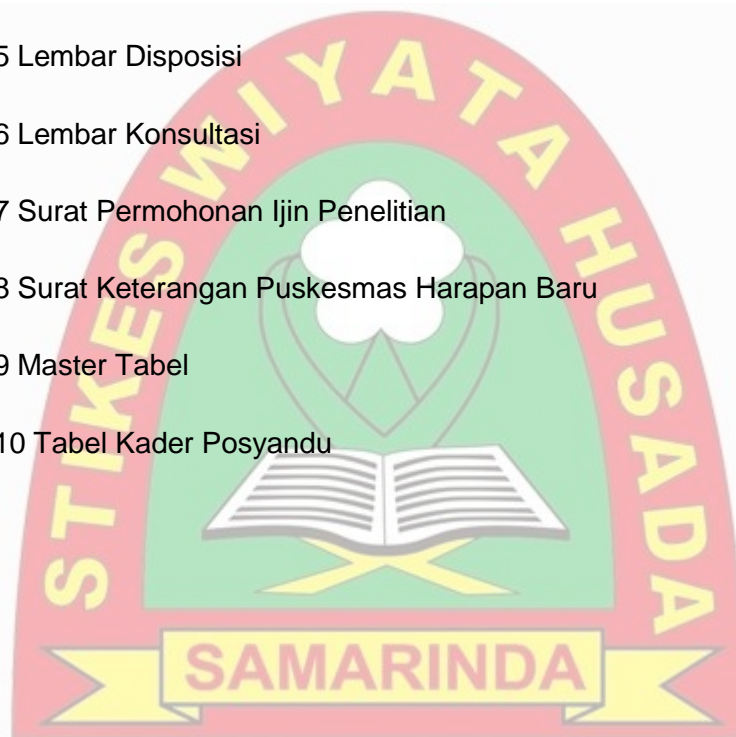 5 Lembar Disposisi
6 Lembar Konsultasi
7 Surat Permohonan Ijin Penelitian
8 Surat Keterangan Puskesmas Harapan Baru
9 Master Tabel
10 Tabel Kader Posyandu
STIKES WIYATA HUSADA
SAMARINDA